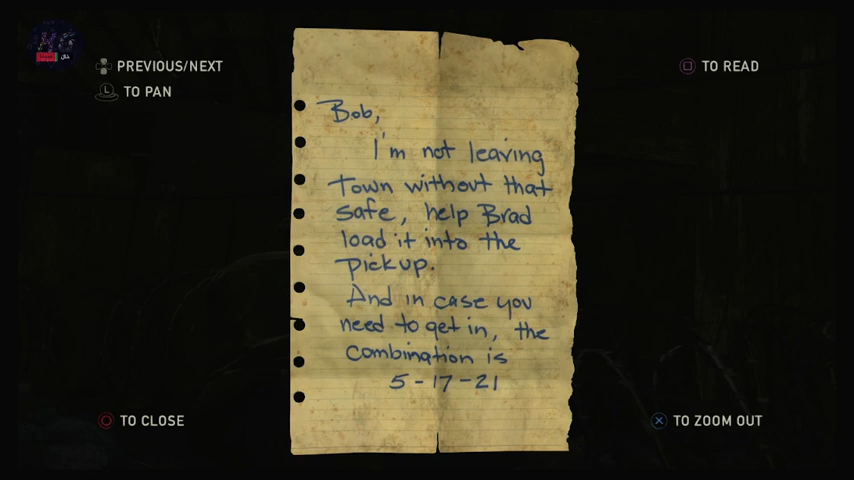 PREVIOUS/NEXT
TO PAN
TO READ
Bob,
I'm not leaving
Town without that
safe, help Brad
load it into the
pickup.
And in case you
need to get in, the
combination is
5-17-21
TO CLOSE
TO ZOOM OUT